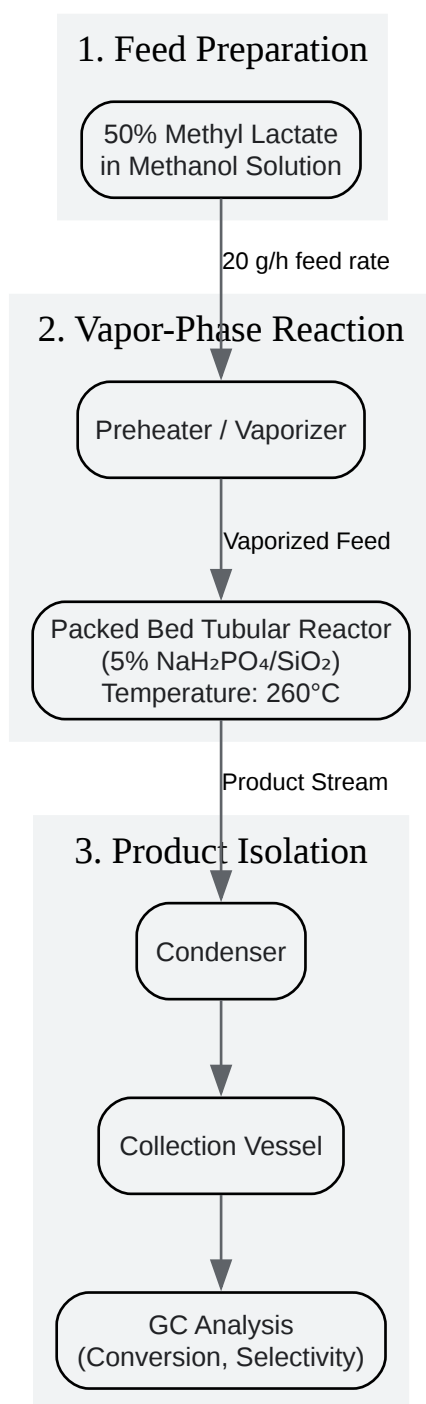 1. Feed Preparation
50% Methyl Lactate
in Methanol Solution
20 g/h feed rate
2. Vapor-Phase Reaction
Preheater / Vaporizer
Vaporized Feed
Packed Bed Tubular Reactor
(5% NaH₂PO₄/SiO₂)
Temperature: 260°C
Product Stream
3. Product Isolation
Condenser
Collection Vessel
GC Analysis
(Conversion, Selectivity)